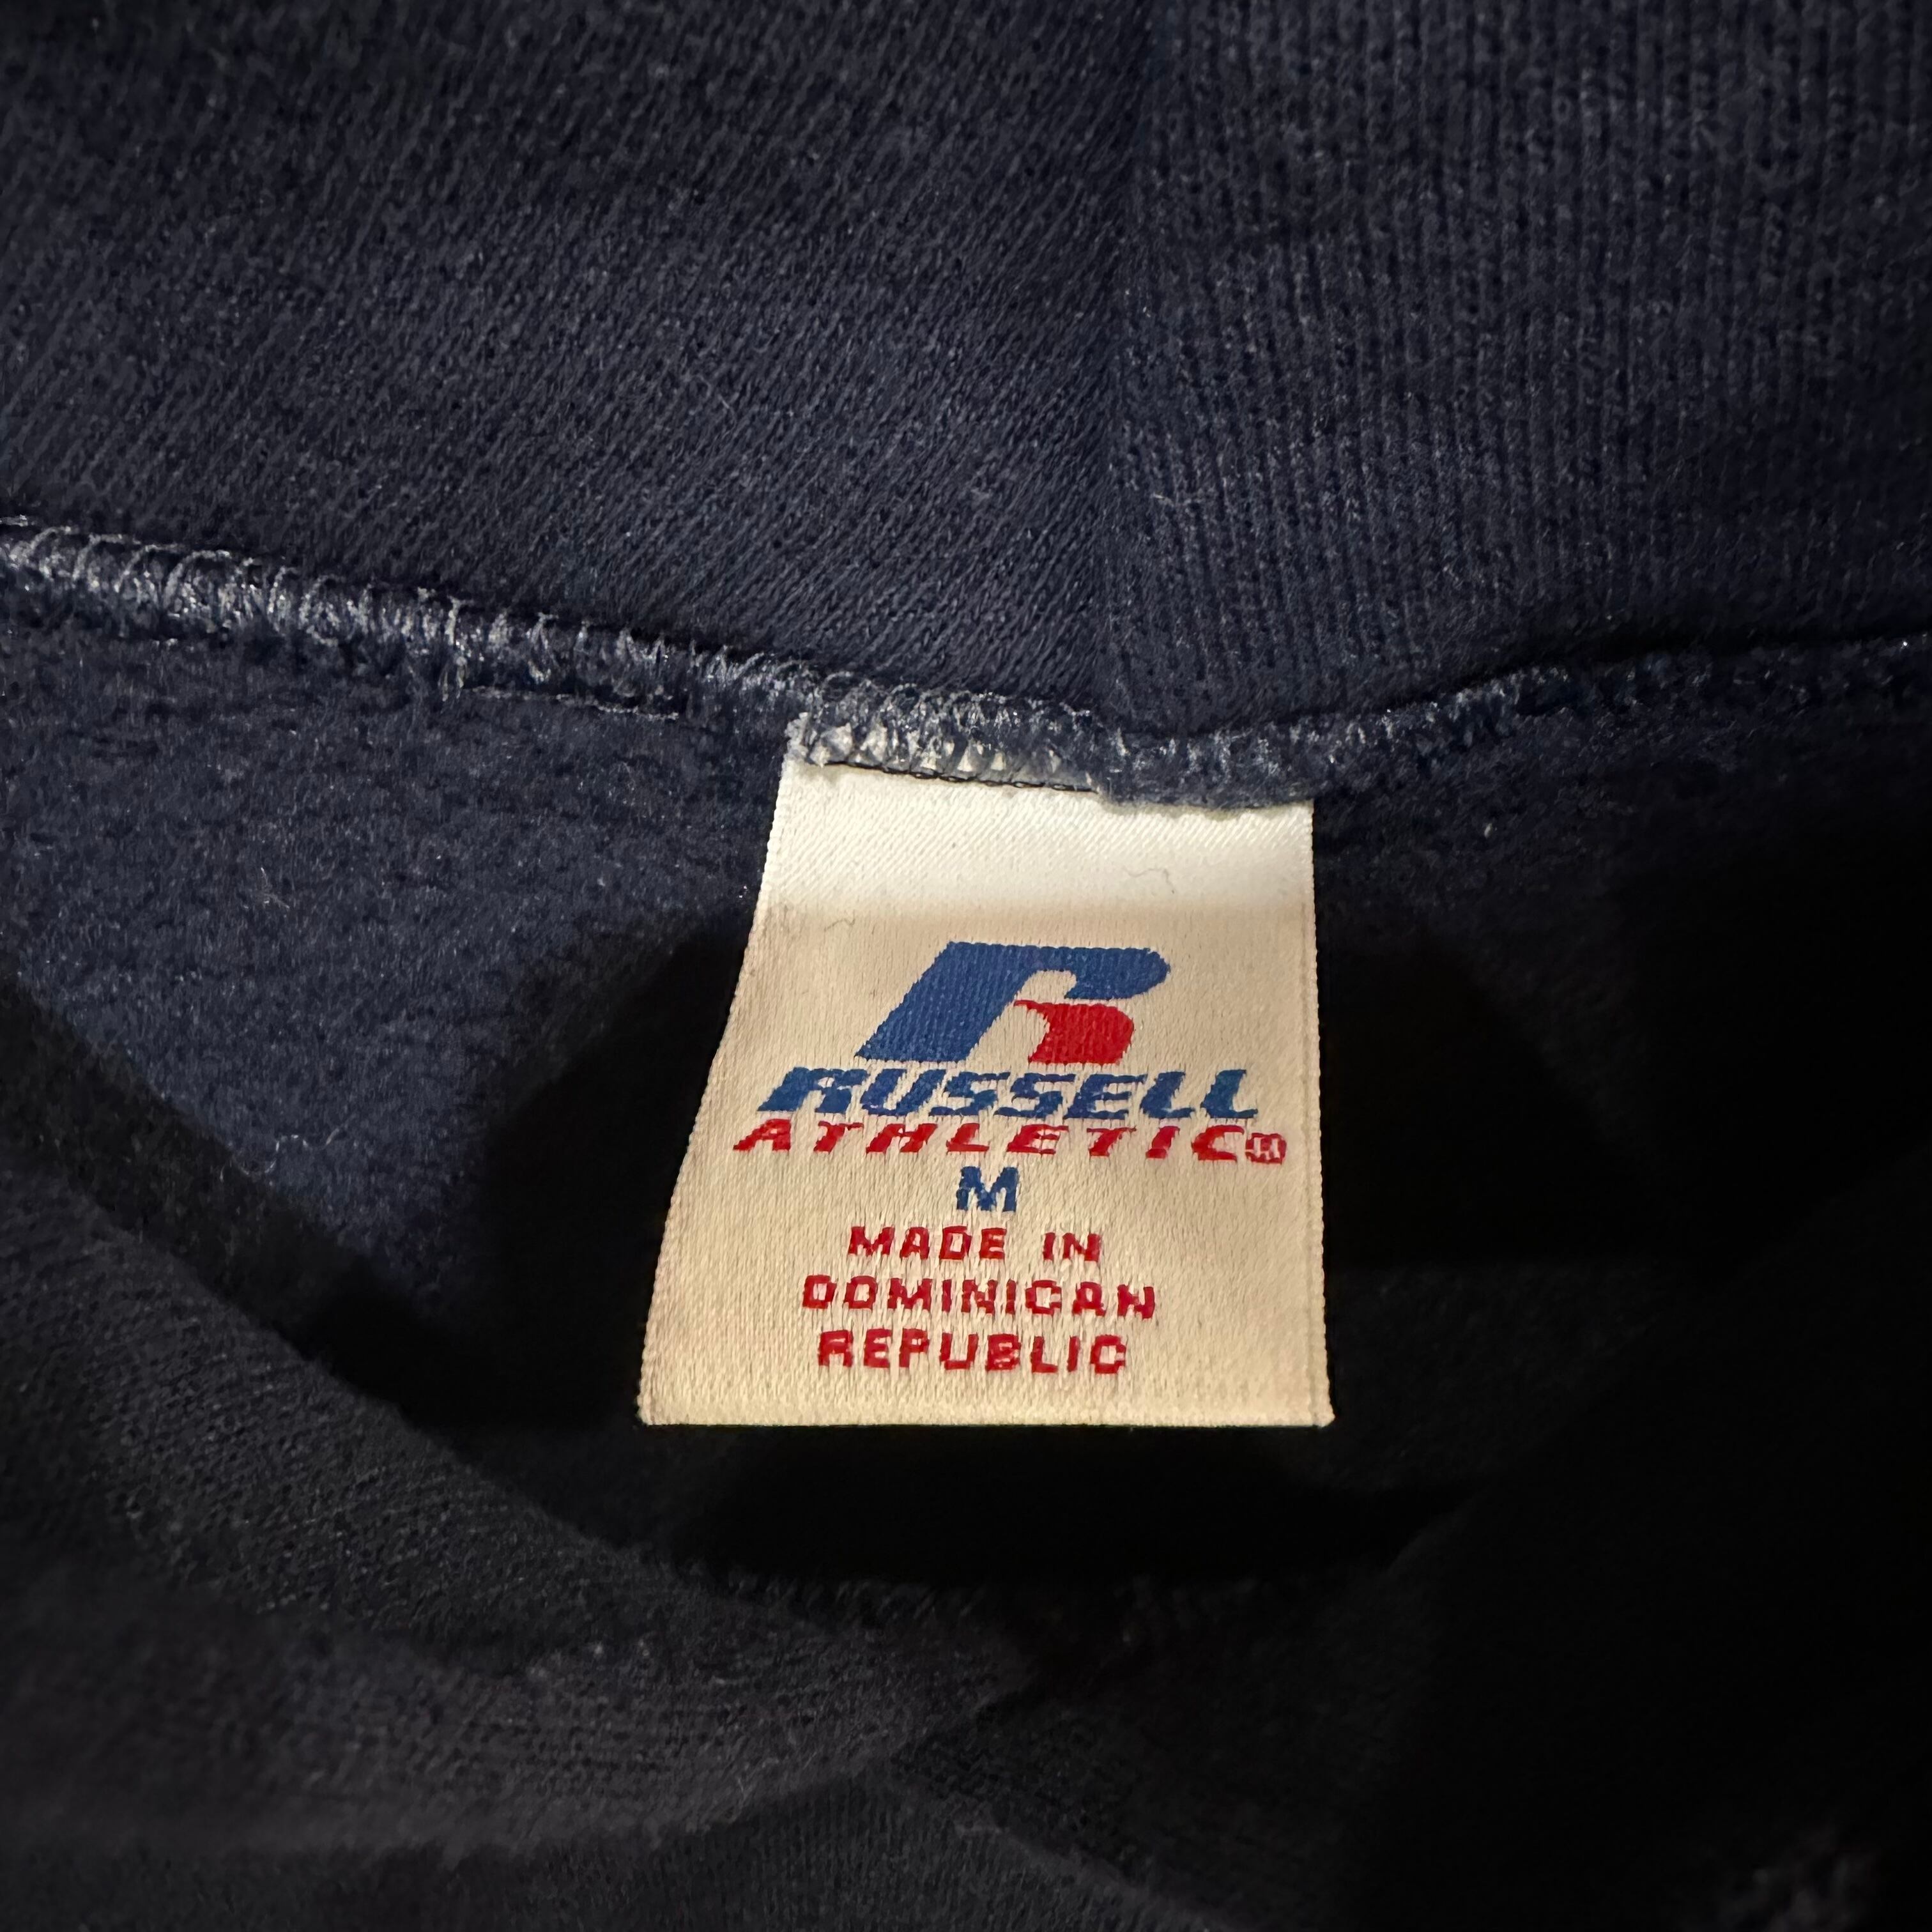 R
RUSSELL
ATHLETIC®
M
MADE IN
DOMINICAN
REPUBLIC